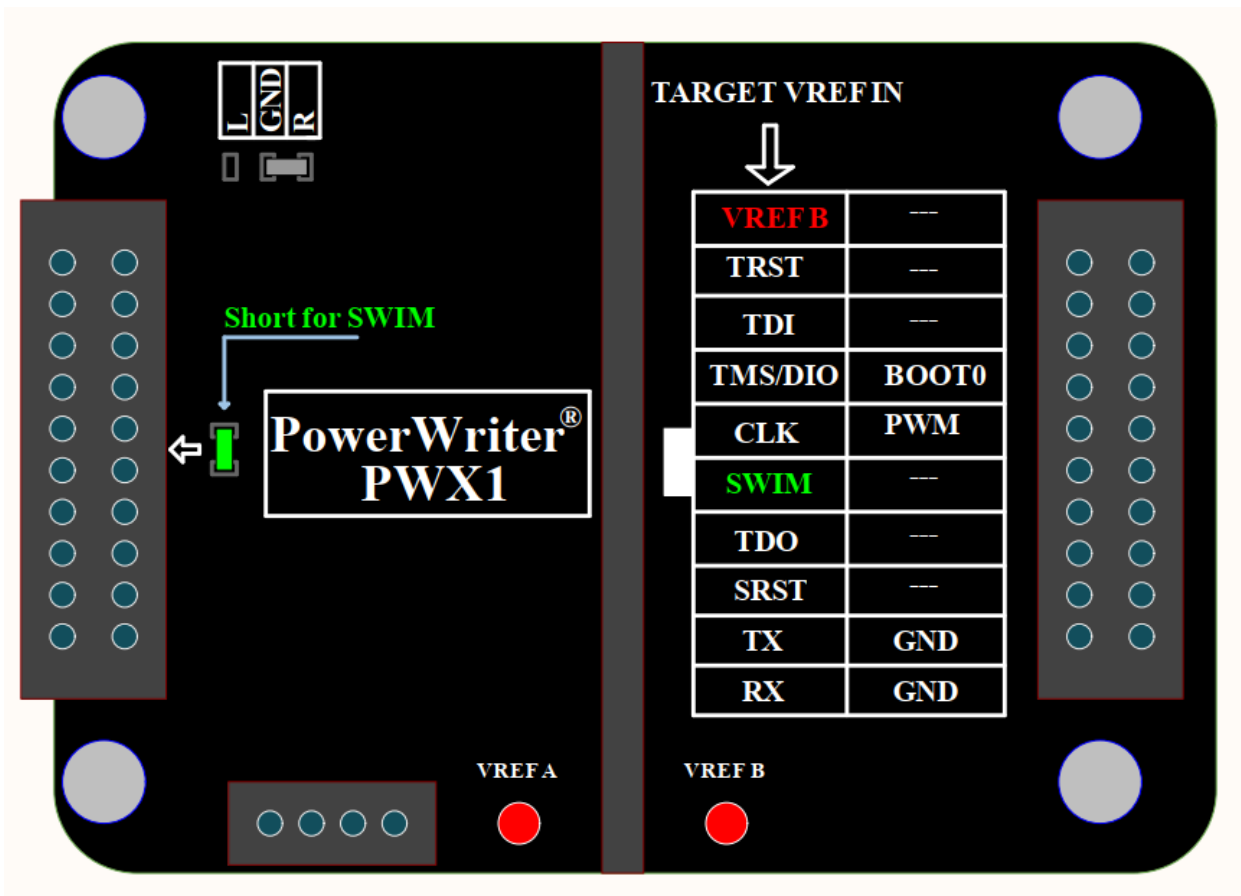 L
GND
R
TARGET VREF IN
VREF B ---
TRST ---
TDI ---
TMS/DIO BOOT0
CLK PWM
SWIM ---
TDO ---
SRST ---
TX GND
RX GND
Short for SWIM
PowerWriter®
PWX1
VREF A
VREF B